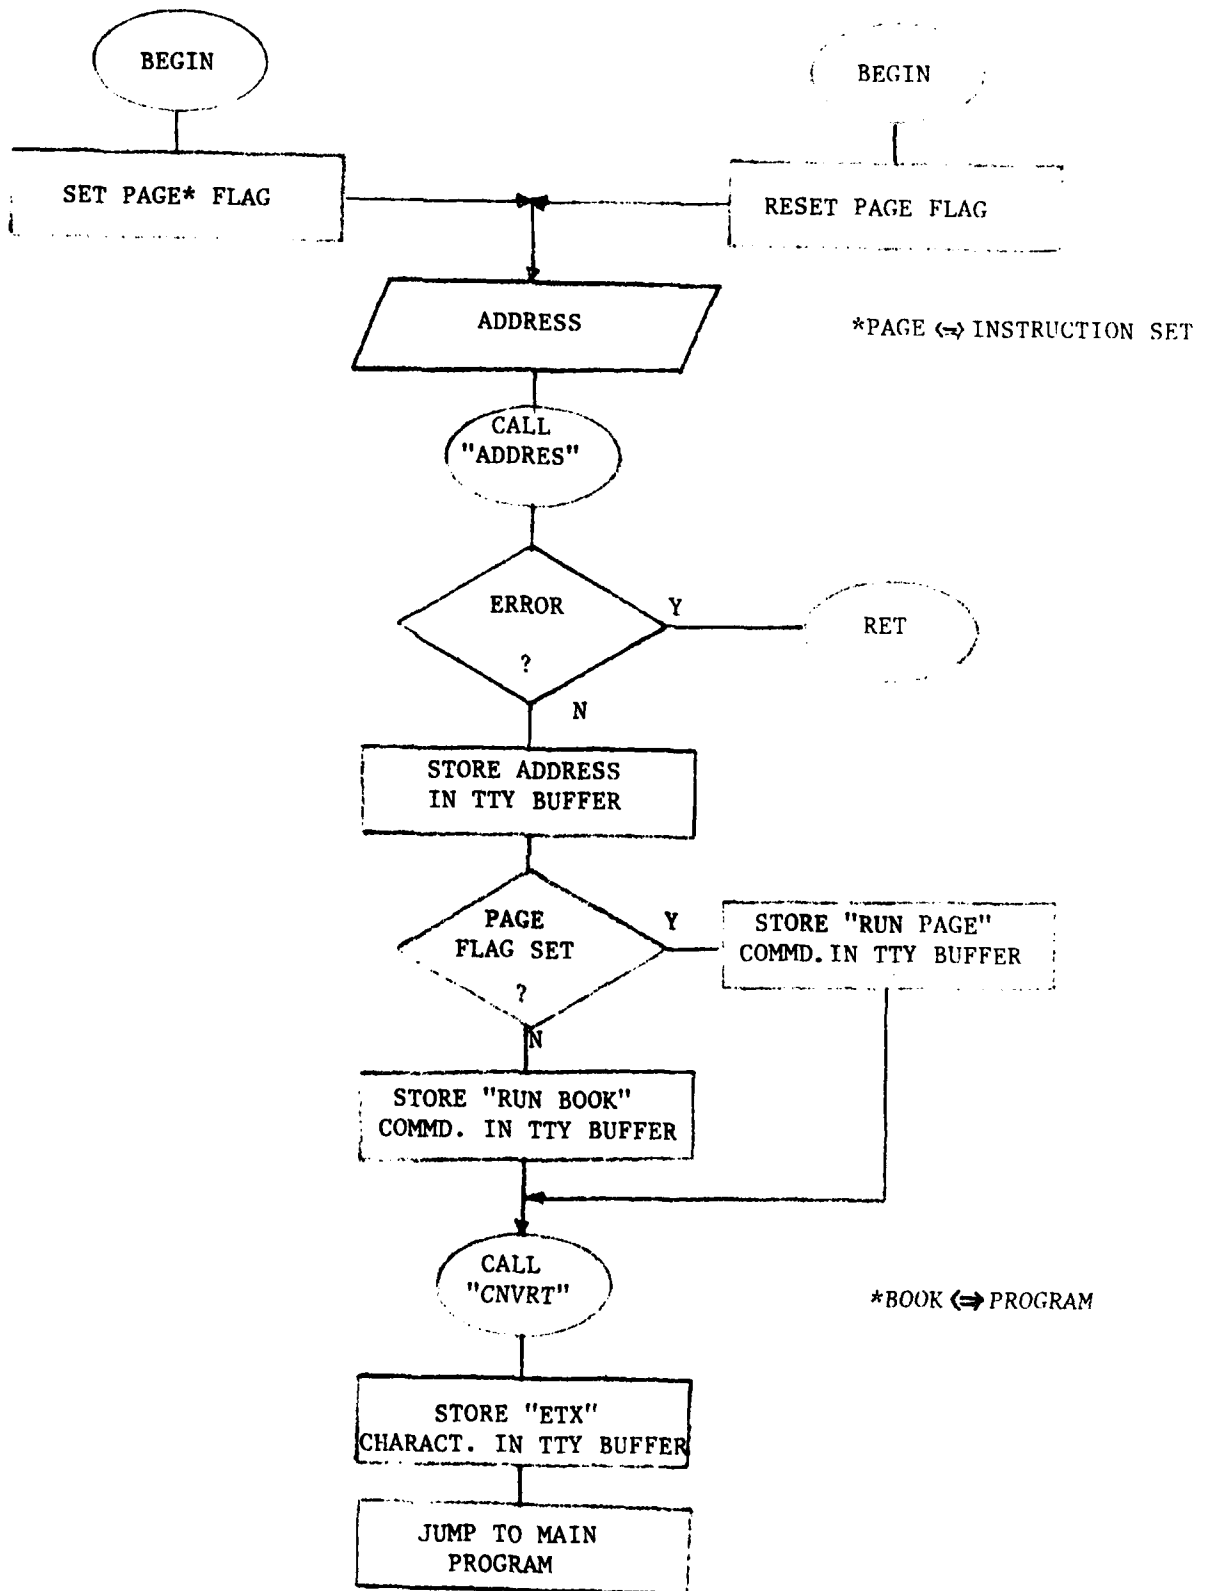 BEGIN
BEGIN
SET PAGE* FLAG
RESET PAGE FLAG
ADDRESS
*PAGE <=> INSTRUCTION SET
CALL
"ADDRES"
ERROR
?
Y
RET
N
STORE ADDRESS
IN TTY BUFFER
PAGE
FLAG SET
?
Y
STORE "RUN PAGE"
COMMD. IN TTY BUFFER
N
STORE "RUN BOOK"
COMMD. IN TTY BUFFER
CALL
"CNVRT"
*BOOK <=> PROGRAM
STORE "ETX"
CHARACT. IN TTY BUFFER
JUMP TO MAIN
PROGRAM